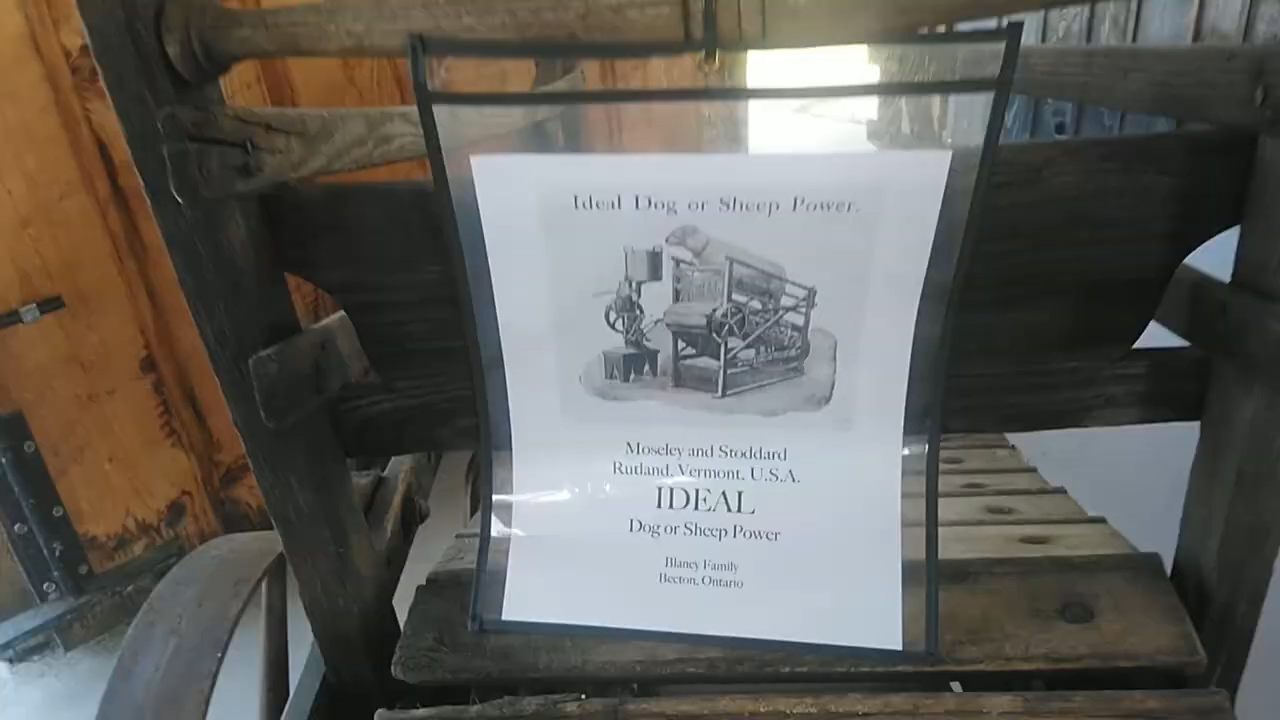 Ideal Dog or Sheep Power.
Moseley and Stoddard
Rutland, Vermont. U.S.A.
IDEAL
Dog or Sheep Power
Blaney Family
Beeton, Ontario